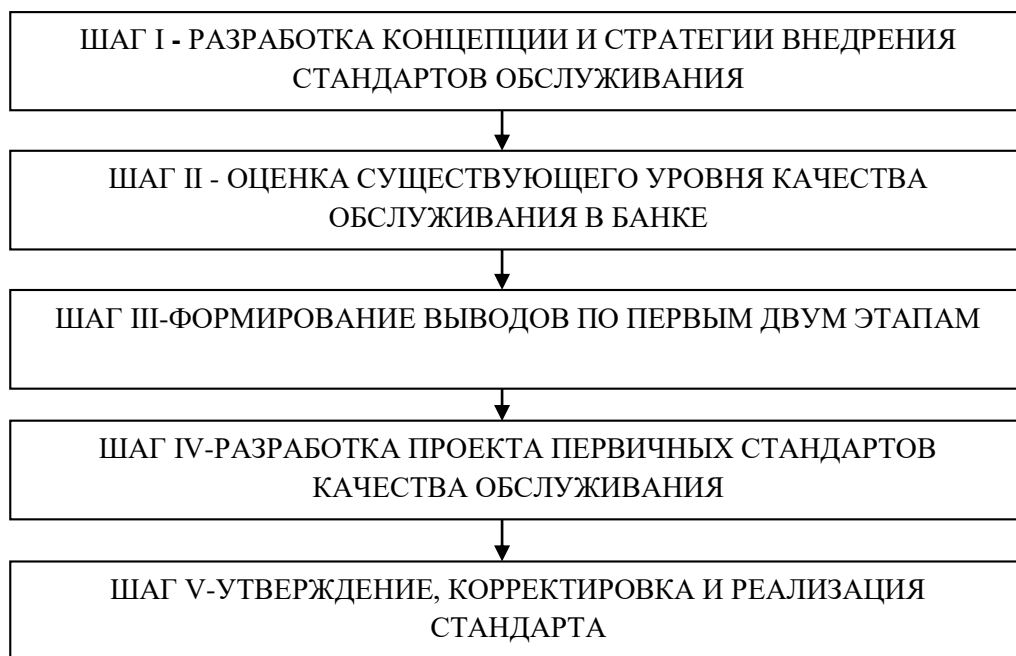 ШАГ I - РАЗРАБОТКА КОНЦЕПЦИИ И СТРАТЕГИИ ВНЕДРЕНИЯ
СТАНДАРТОВ ОБСЛУЖИВАНИЯ
ШАГ II - ОЦЕНКА СУЩЕСТВУЮЩЕГО УРОВНЯ КАЧЕСТВА
ОБСЛУЖИВАНИЯ В БАНКЕ
ШАГ III-ФОРМИРОВАНИЕ ВЫВОДОВ ПО ПЕРВЫМ ДВУМ ЭТАПАМ
ШАГ IV-РАЗРАБОТКА ПРОЕКТА ПЕРВИЧНЫХ СТАНДАРТОВ
КАЧЕСТВА ОБСЛУЖИВАНИЯ
ШАГ V-УТВЕРЖДЕНИЕ, КОРРЕКТИРОВКА И РЕАЛИЗАЦИЯ
СТАНДАРТА